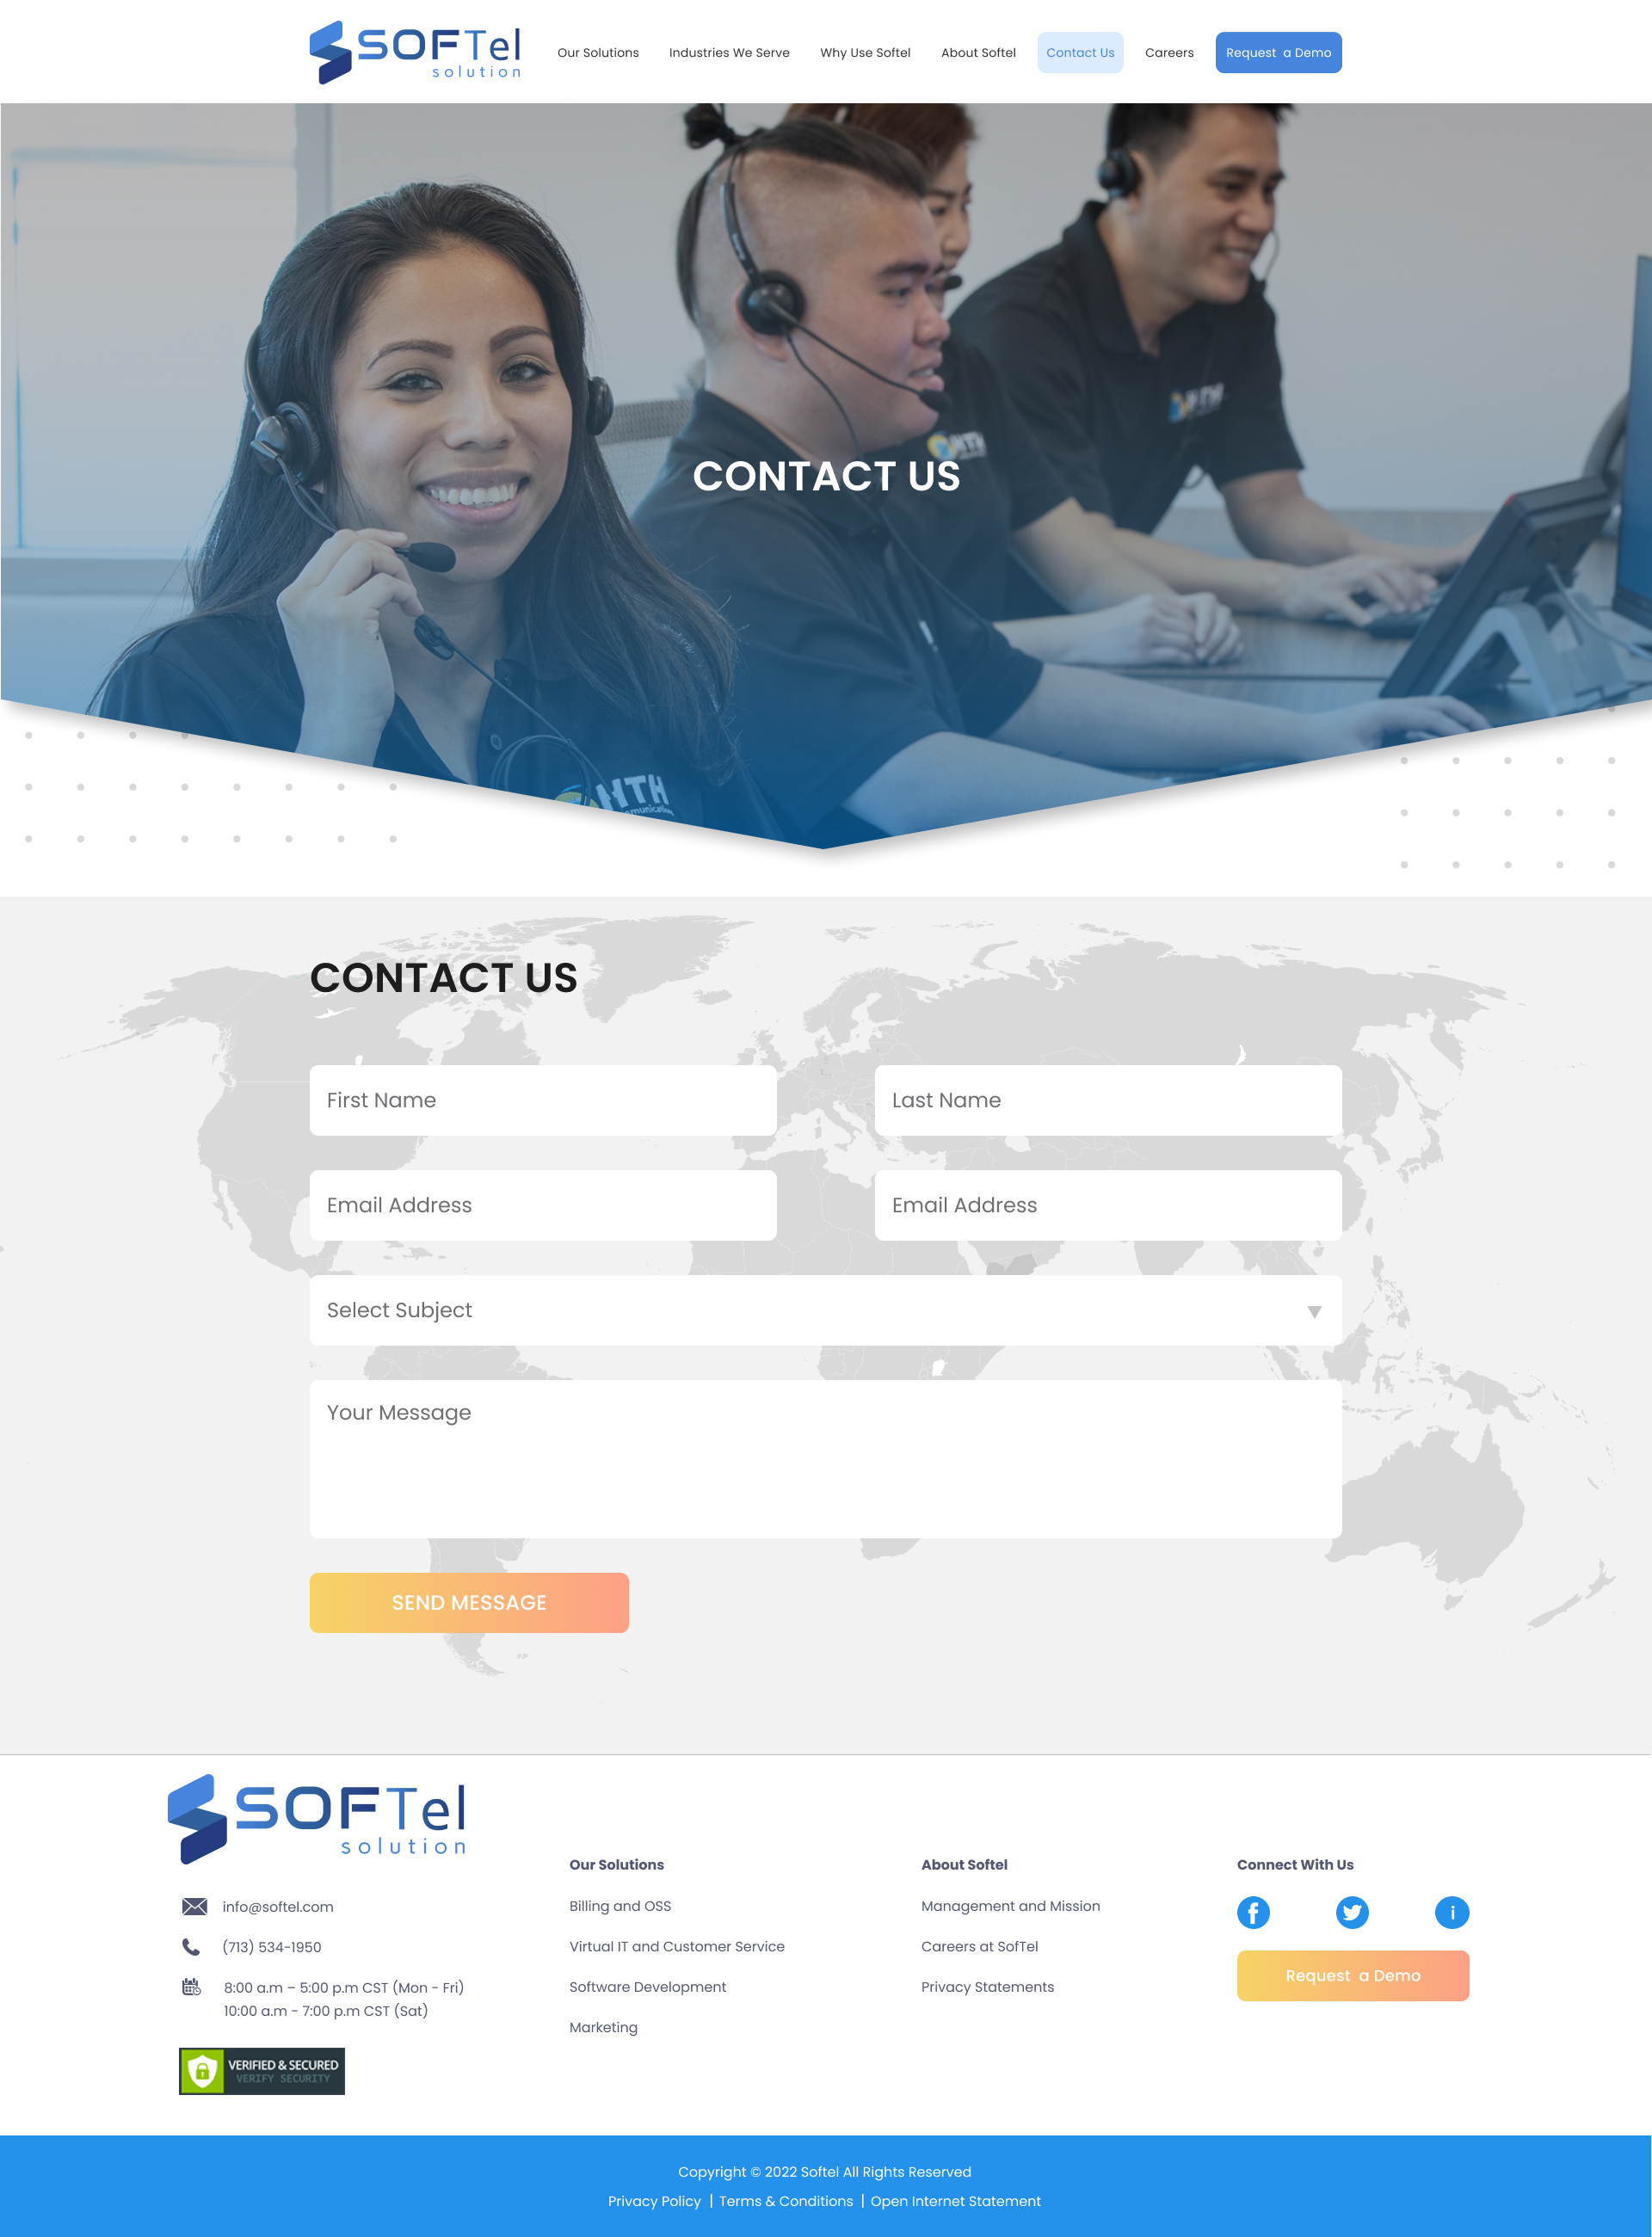 SOFTel
solution
Our Solutions
Industries We Serve
Why Use Softel
About Softel
Contact Us
Careers
Request a Demo
CONTACT US
NTH
CONTACT US
First Name
Last Name
Email Address
Email Address
Select Subject
Your Message
SEND MESSAGE
SOFTel
solution
info@softel.com
(713) 534-1950
8:00 a.m – 5:00 p.m CST (Mon - Fri)
10:00 a.m - 7:00 p.m CST (Sat)
VERIFIED & SECURED
VERIFY SECURITY
Our Solutions
Billing and OSS
Virtual IT and Customer Service
Software Development
Marketing
About Softel
Management and Mission
Careers at SofTel
Privacy Statements
Connect With Us
Request a Demo
Copyright © 2022 Softel All Rights Reserved
Privacy Policy | Terms & Conditions | Open Internet Statement